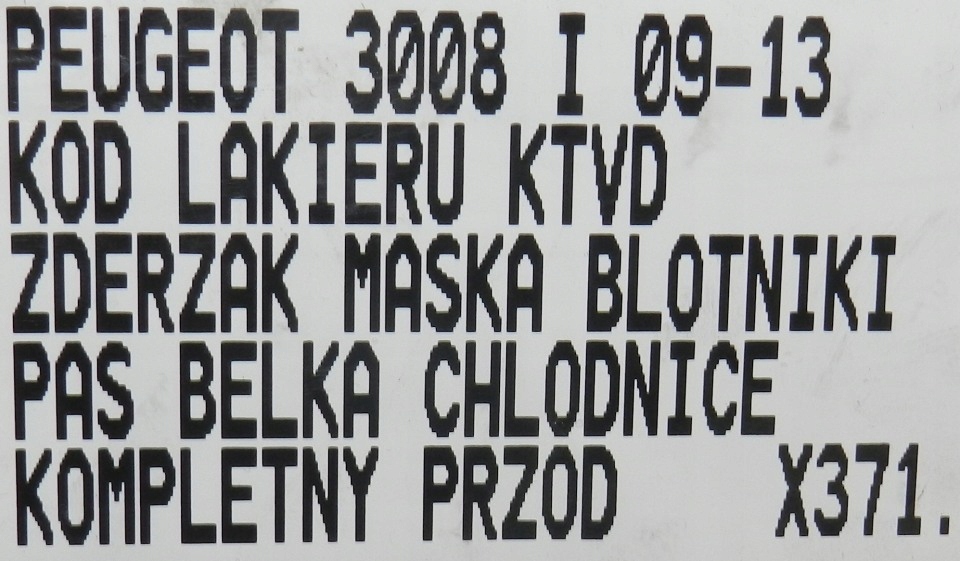 PEUGEOT 3008 I 09-13
KOD LAKIERU KTVD
ZDERZAK MASKA BLOTNIKI
PAS BELKA CHLODNICE
KOMPLETNY PRZOD X371.